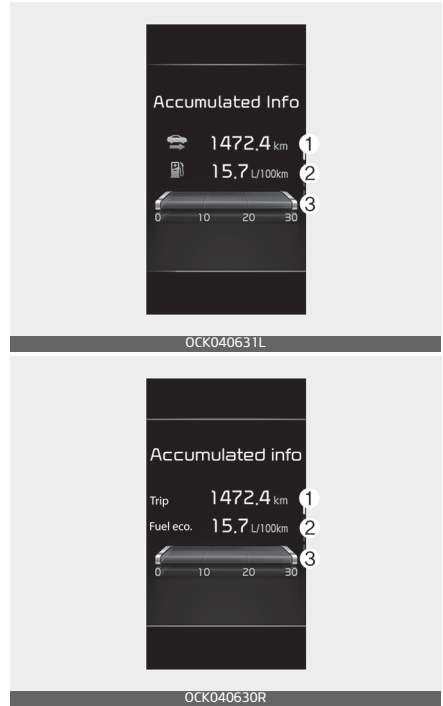 Accumulated Info
1472.4 km 1
15.7 L/100km 2
3
0 10 20 30
OCK040631L
Accumulated info
Trip 1472.4 km 1
Fuel eco. 15.7 L/100km 2
3
0 10 20 30
OCK040630R